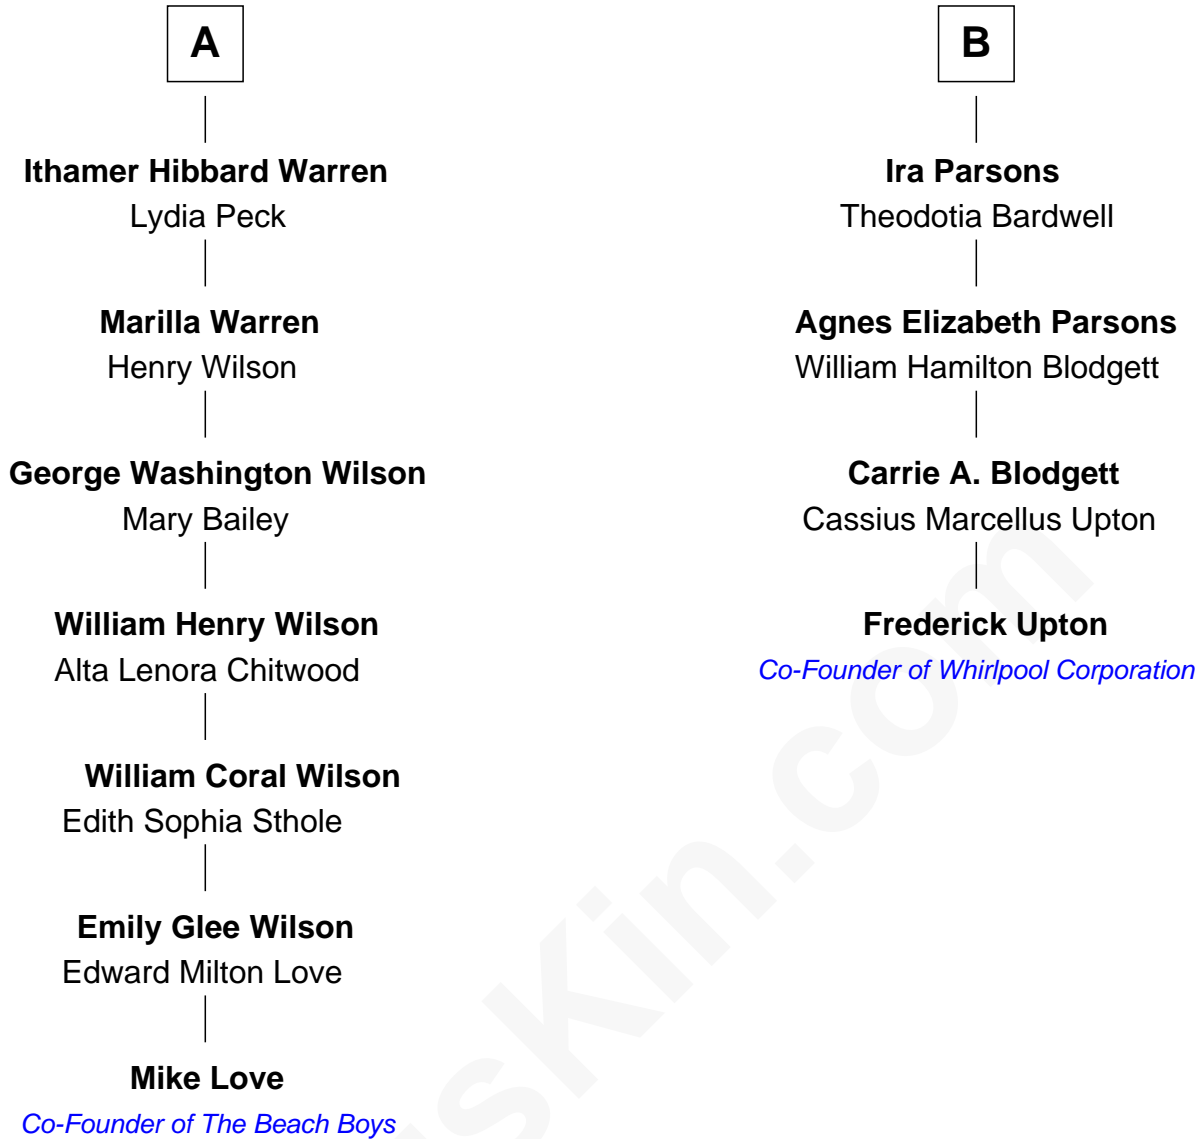 A
Ithamer Hibbard Warren
Lydia Peck
Marilla Warren
Henry Wilson
George Washington Wilson
Mary Bailey
William Henry Wilson
Alta Lenora Chitwood
William Coral Wilson
Edith Sophia Sthole
Emily Glee Wilson
Edward Milton Love
Mike Love
Co-Founder of The Beach Boys
B
Ira Parsons
Theodotia Bardwell
Agnes Elizabeth Parsons
William Hamilton Blodgett
Carrie A. Blodgett
Cassius Marcellus Upton
Frederick Upton
Co-Founder of Whirlpool Corporation